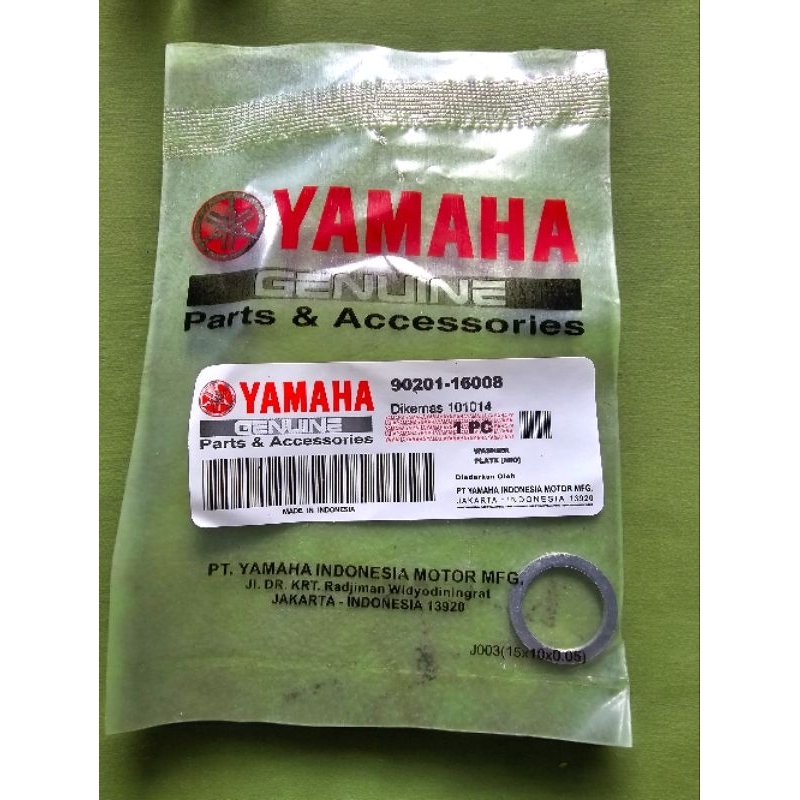 YAMAHA
GENUINE
Parts & Accessories
YAMAHA
GENUINE
Parts & Accessories
90201-16008
Dikemas 101014
1 PC
WASHER
PLATE (MIO)
Diedarkan Oleh
PT YAMAHA INDONESIA MOTOR MFG.
JAKARTA - INDONESIA 13920
MADE IN INDONESIA
PT. YAMAHA INDONESIA MOTOR MFG.
Jl. DR. KRT. Radjiman Widyodiningrat
JAKARTA - INDONESIA 13920
J003(15x10x0.05)